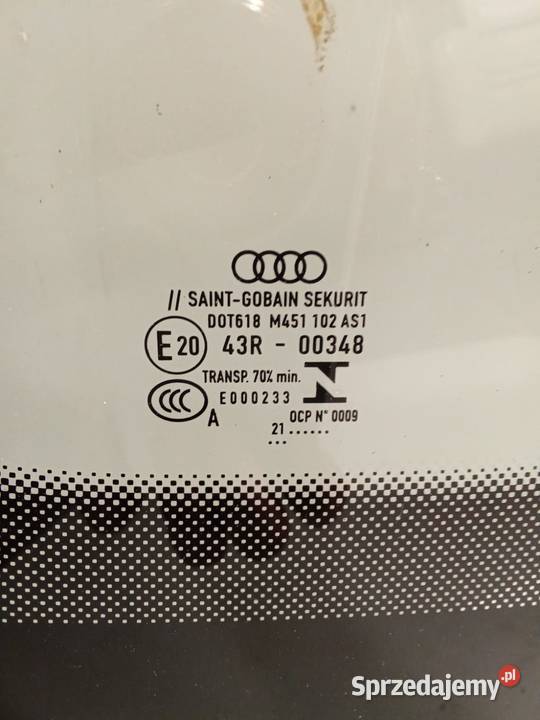 // SAINT-GOBAIN SEKURIT
DOT618 M451 102 AS1
E20 43R - 00348
TRANSP. 70% min. N
CCC E000233
A OCP N° 0009
21 ......
...
Sprzedajemy.pl